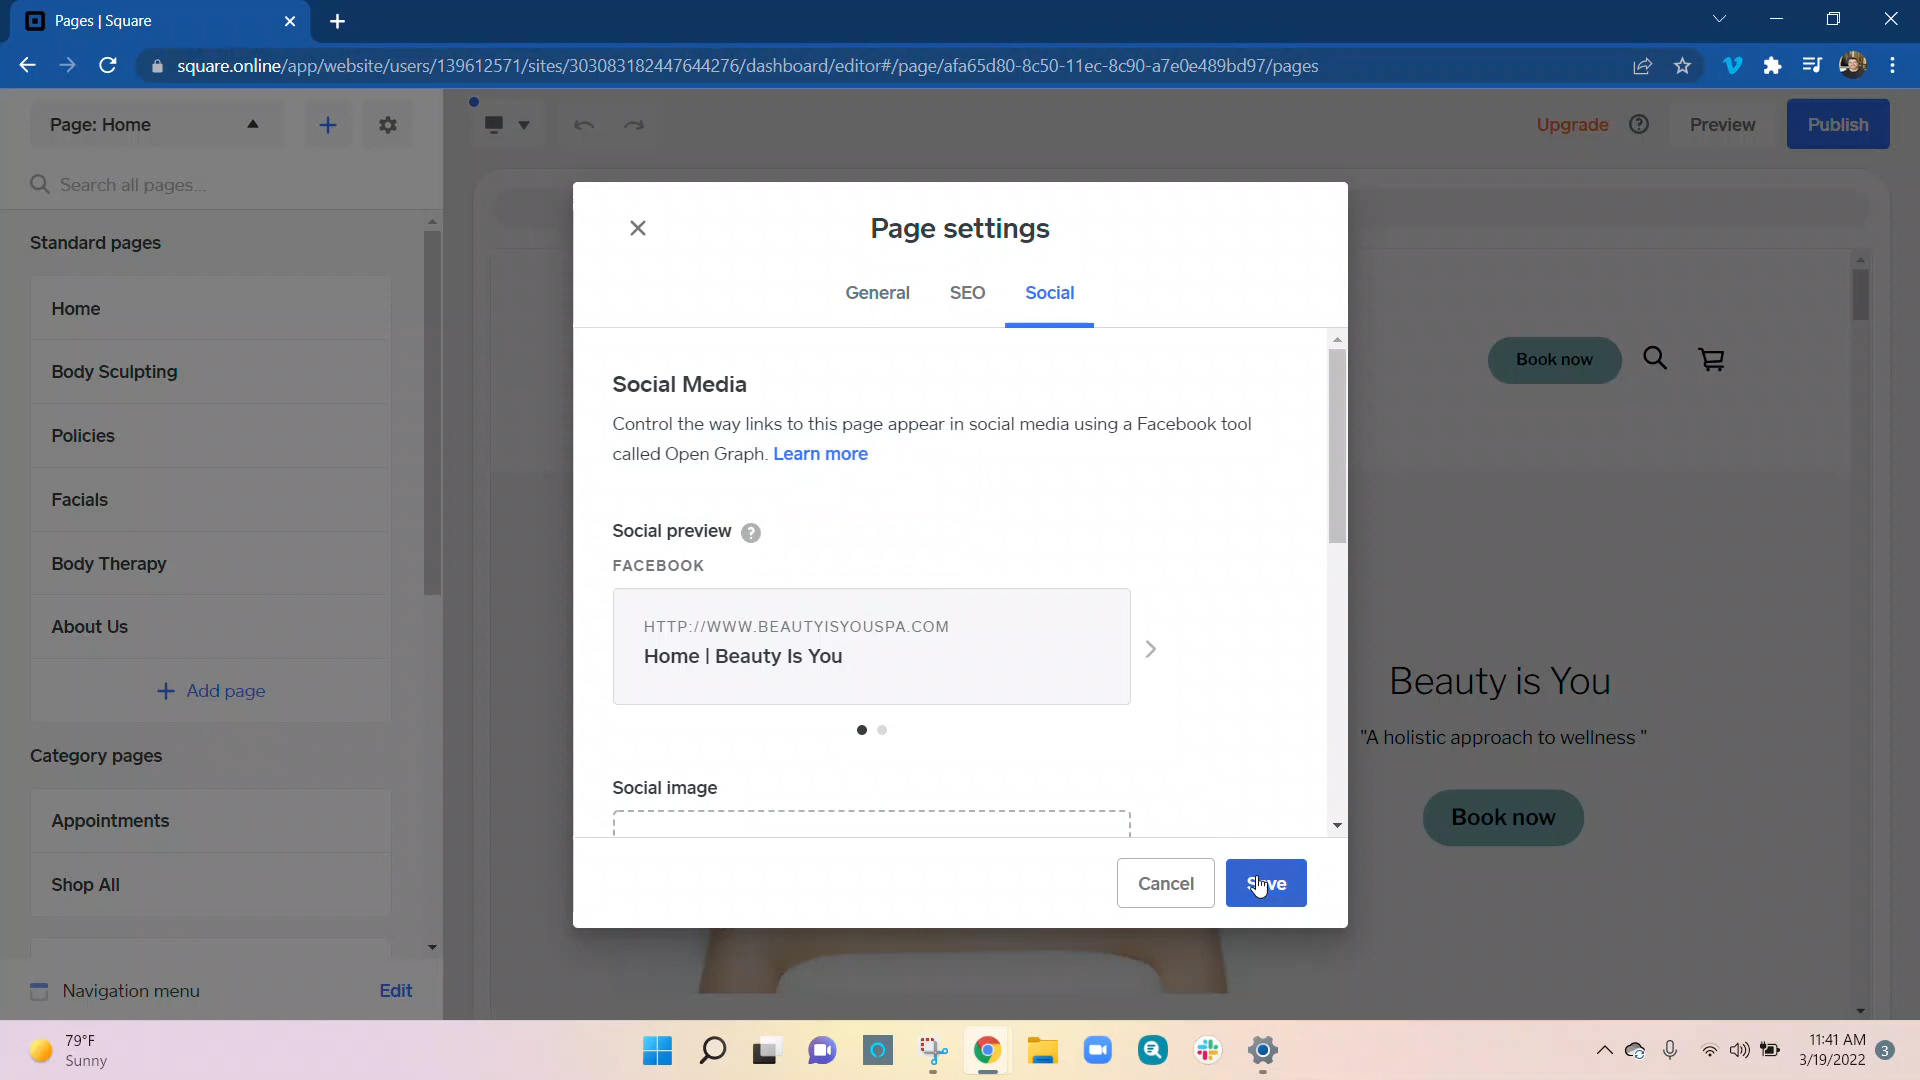 Pages | Square
square.online/app/website/users/139612571/sites/303083182447644276/dashboard/editor#/page/afa65d80-8c50-11ec-8c90-a7e0e489bd97/pages
Page: Home
Upgrade
Preview
Publish
Search all pages...
Standard pages
Home
Body Sculpting
Policies
Facials
Body Therapy
About Us
Add page
Category pages
Appointments
Shop All
Navigation menu
Edit
Page settings
General
SEO
Social
Social Media
Control the way links to this page appear in social media using a Facebook tool
called Open Graph. Learn more
Social preview ?
FACEBOOK
HTTP://WWW.BEAUTYISYOUSPA.COM
Home | Beauty Is You
Social image
Cancel
Save
Book now
Beauty is You
"A holistic approach to wellness "
Book now
79°F
Sunny
11:41 AM
3/19/2022
3